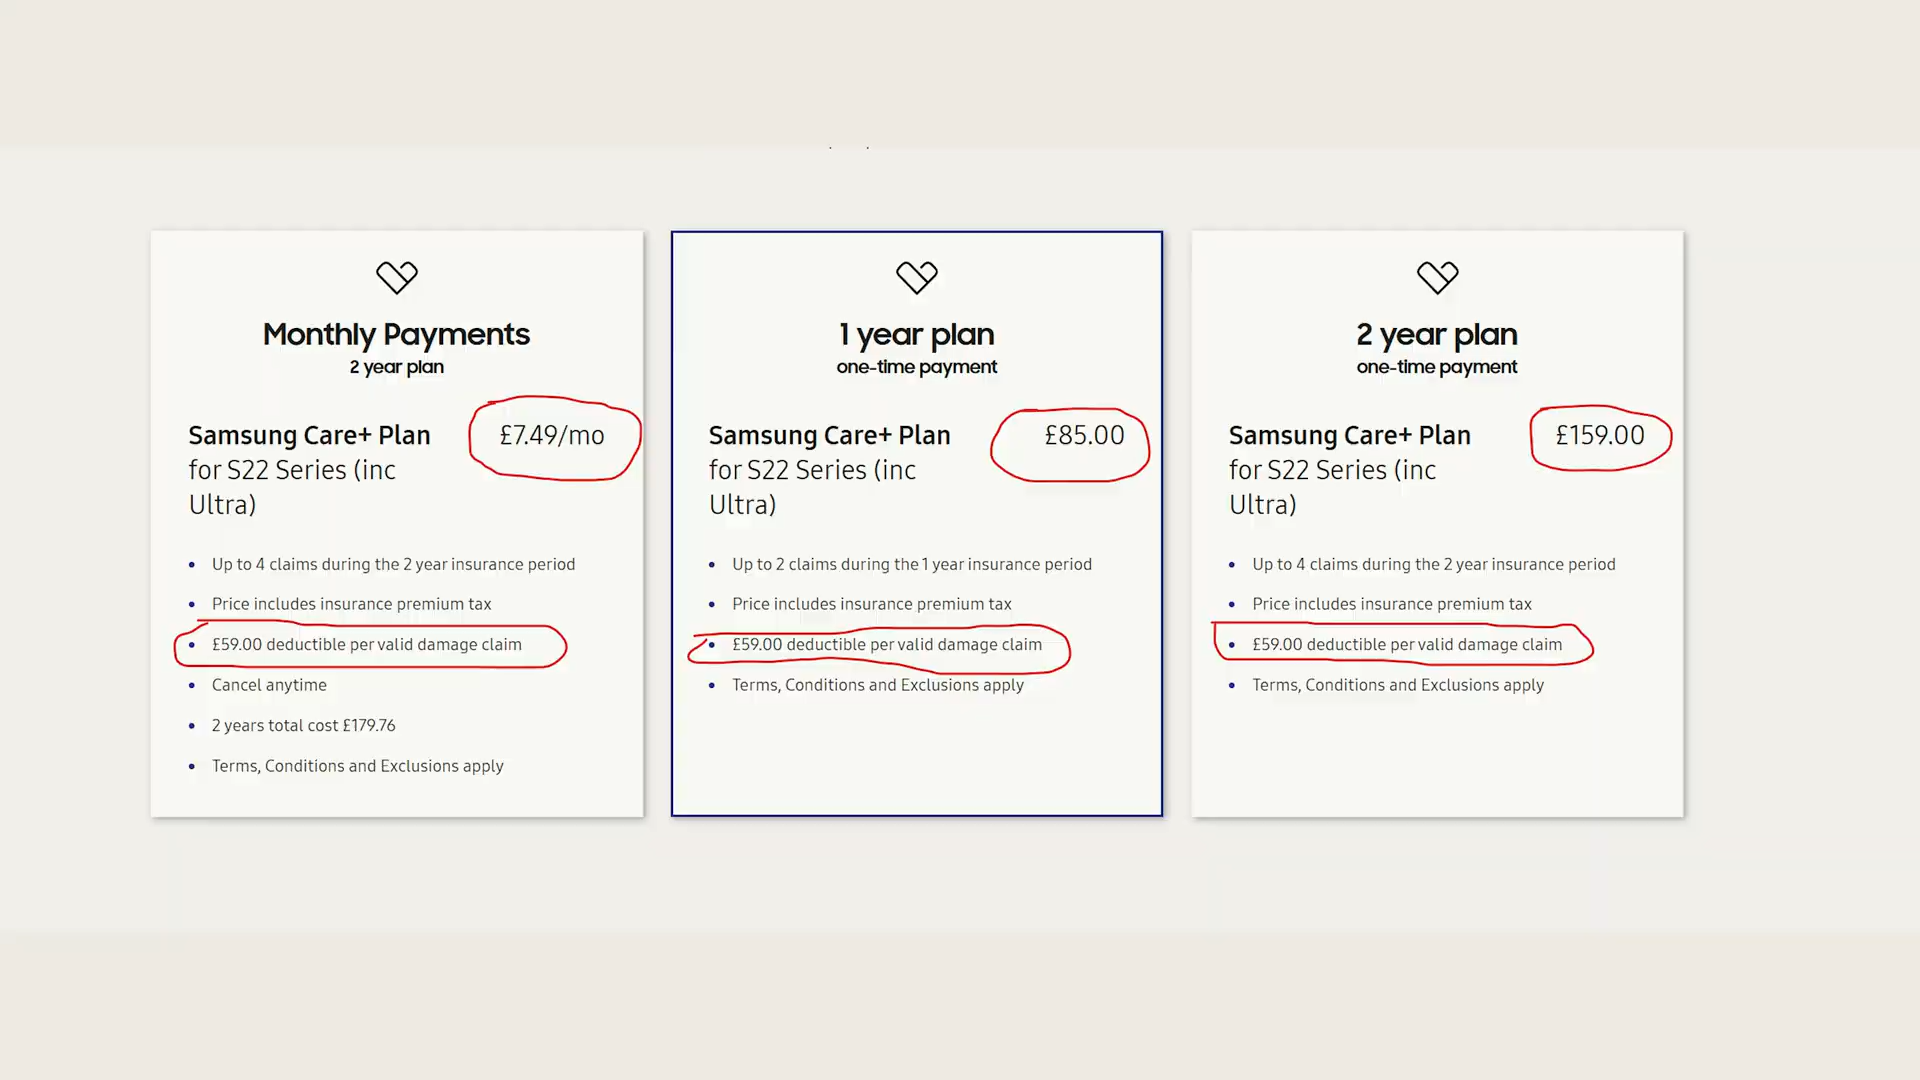 Monthly Payments
2 year plan
Samsung Care+ Plan
£7.49/mo
for S22 Series (inc
Ultra)
Up to 4 claims during the 2 year insurance period
Price includes insurance premium tax
£59.00 deductible per valid damage claim
Cancel anytime
2 years total cost £179.76
Terms, Conditions and Exclusions apply
1 year plan
one-time payment
Samsung Care+ Plan
£85.00
for S22 Series (inc
Ultra)
Up to 2 claims during the 1 year insurance period
Price includes insurance premium tax
£59.00 deductible per valid damage claim
Terms, Conditions and Exclusions apply
2 year plan
one-time payment
Samsung Care+ Plan
£159.00
for S22 Series (inc
Ultra)
Up to 4 claims during the 2 year insurance period
Price includes insurance premium tax
£59.00 deductible per valid damage claim
Terms, Conditions and Exclusions apply